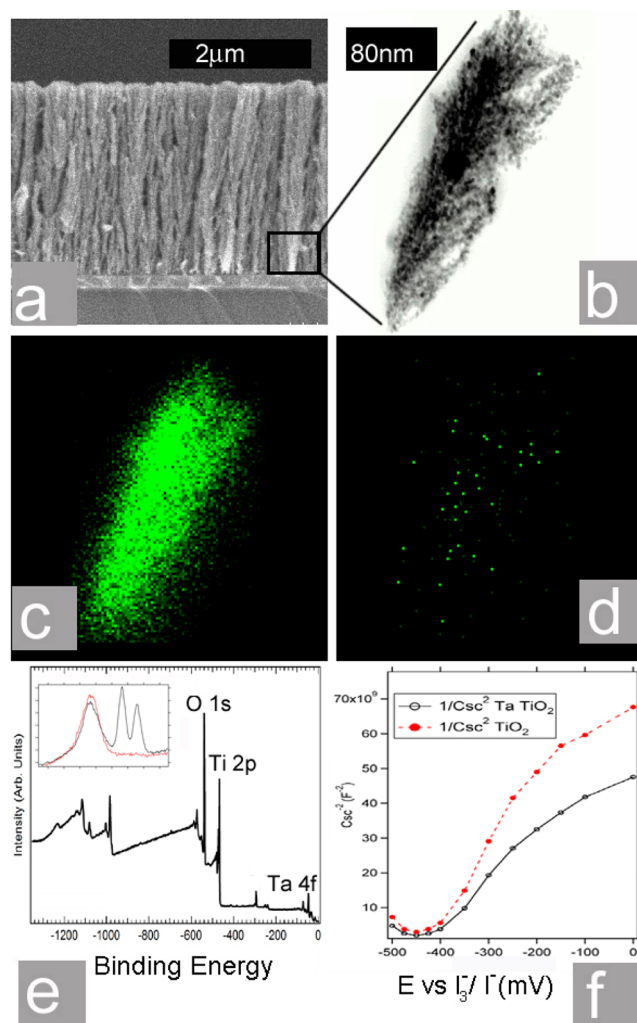 2μm
80nm
a
b
c
d
O 1s
Ti 2p
Ta 4f
Intensity (Arb. Units)
-1200 -1000 -800 -600 -400 -200 0
Binding Energy
e
70x10⁹
60
50
40
30
20
10
1/Csc² Ta TiO₂
1/Csc² TiO₂
Csc⁻² (F⁻²)
-500 -400 -300 -200 -100 0
E vs I₃⁻/ I⁻(mV)
f